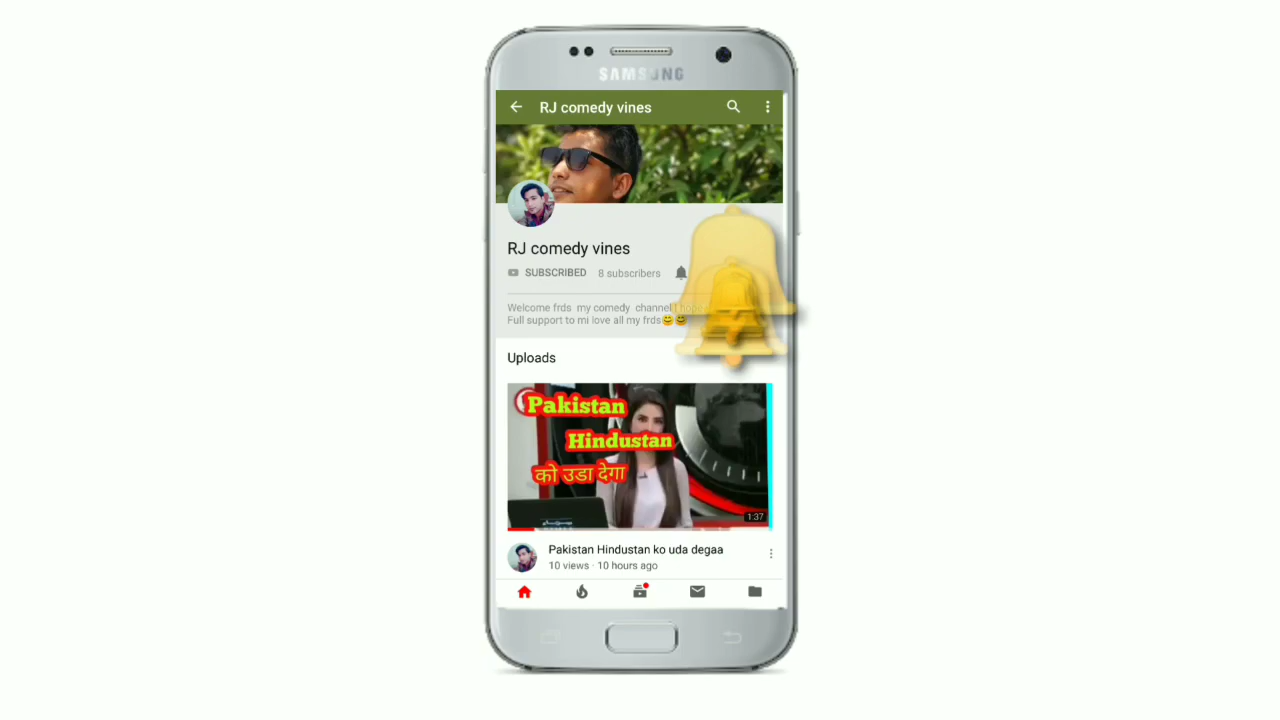 SAMSUNG
RJ comedy vines
RJ comedy vines
SUBSCRIBED 8 subscribers
Welcome frds my comedy channel I hope
Full support to mi love all my frds😊😎
Uploads
Pakistan
Hindustan
को उडा देगा
1:37
Pakistan Hindustan ko uda degaa
10 views · 10 hours ago